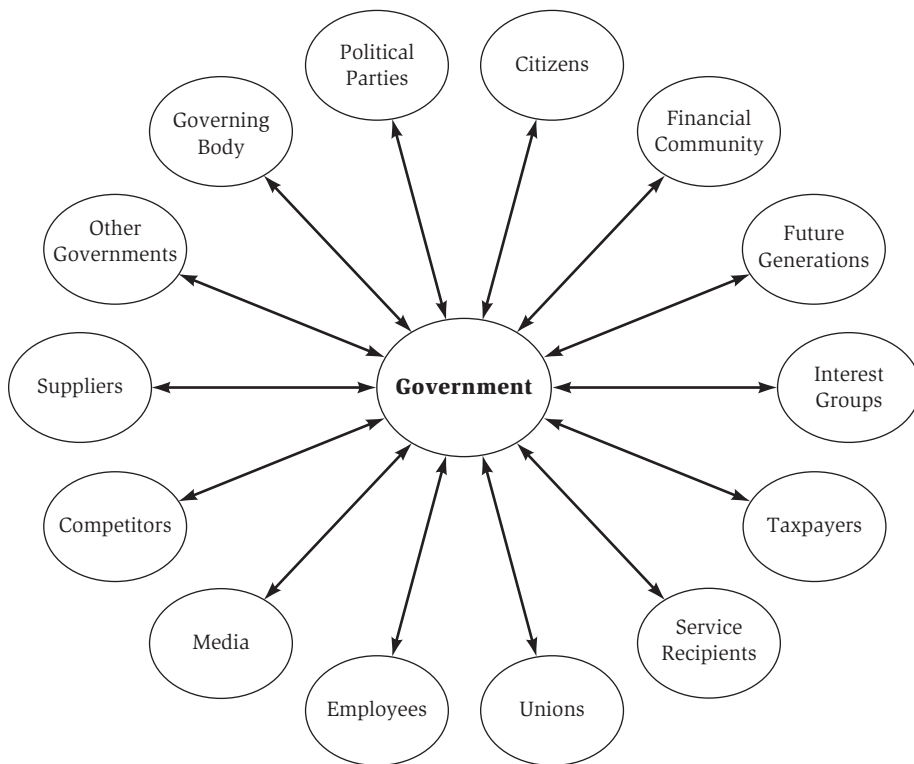 Political
Parties
Citizens
Governing
Body
Financial
Community
Other
Governments
Future
Generations
Suppliers
Government
Interest
Groups
Competitors
Taxpayers
Media
Service
Recipients
Employees
Unions